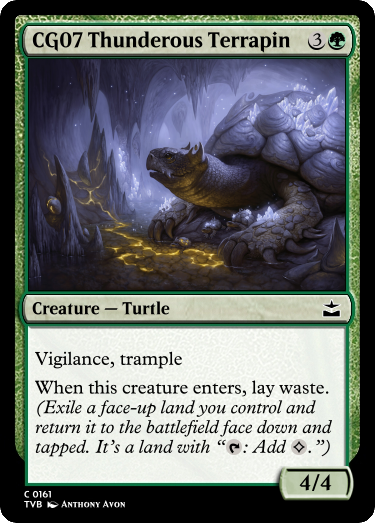 CG07 Thunderous Terrapin 3
Creature — Turtle
Vigilance, trample
When this creature enters, lay waste.
(Exile a face-up land you control and
return it to the battlefield face down and
tapped. It's a land with “: Add .”)
4/4
C 0161
TVB Anthony Avon